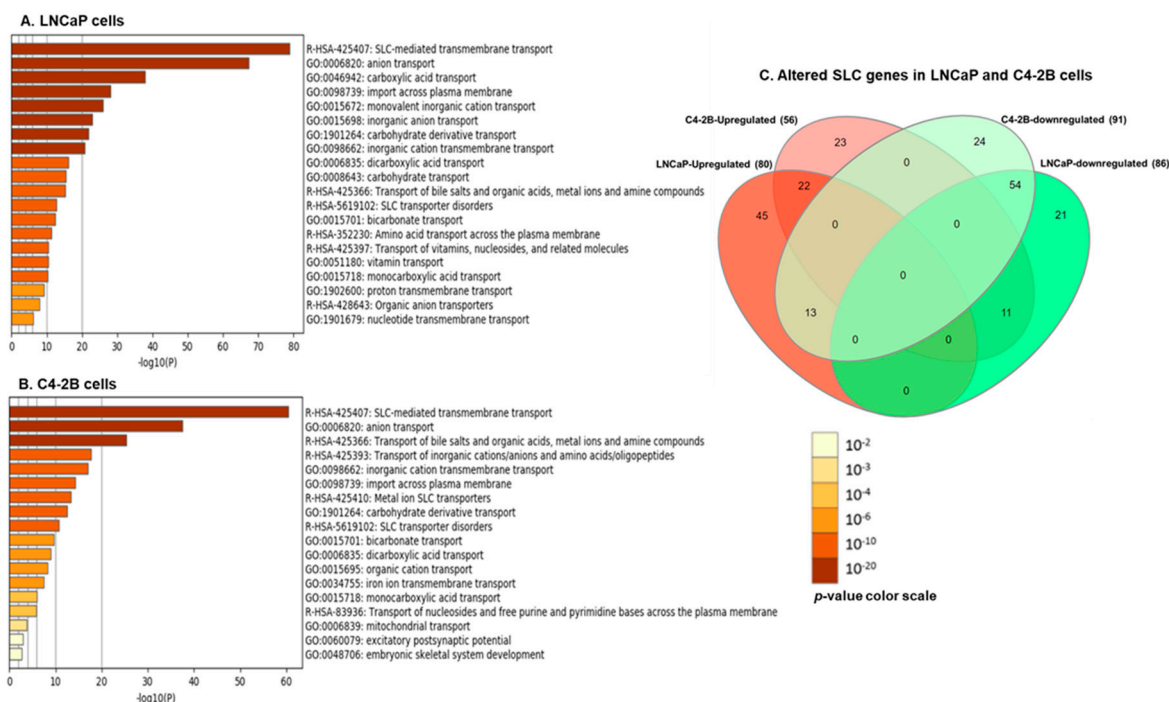 A. LNCaP cells
R-HSA-425407: SLC-mediated transmembrane transport
GO:0006820: anion transport
GO:0046942: carboxylic acid transport
GO:0098739: import across plasma membrane
GO:0015672: monovalent inorganic cation transport
GO:0015698: inorganic anion transport
GO:1901264: carbohydrate derivative transport
GO:0098662: inorganic cation transmembrane transport
GO:0006835: dicarboxylic acid transport
GO:0008643: carbohydrate transport
R-HSA-425366: Transport of bile salts and organic acids, metal ions and amine compounds
R-HSA-5619102: SLC transporter disorders
GO:0015701: bicarbonate transport
R-HSA-352230: Amino acid transport across the plasma membrane
R-HSA-425397: Transport of vitamins, nucleosides, and related molecules
GO:0051180: vitamin transport
GO:0015718: monocarboxylic acid transport
GO:1902600: proton transmembrane transport
R-HSA-428643: Organic anion transporters
GO:1901679: nucleotide transmembrane transport
0 10 20 30 40 50 60 70 80
-log10(P)
B. C4-2B cells
R-HSA-425407: SLC-mediated transmembrane transport
GO:0006820: anion transport
R-HSA-425366: Transport of bile salts and organic acids, metal ions and amine compounds
R-HSA-425393: Transport of inorganic cations/anions and amino acids/oligopeptides
GO:0098662: inorganic cation transmembrane transport
GO:0098739: import across plasma membrane
R-HSA-425410: Metal ion SLC transporters
GO:1901264: carbohydrate derivative transport
R-HSA-5619102: SLC transporter disorders
GO:0015701: bicarbonate transport
GO:0006835: dicarboxylic acid transport
GO:0015695: organic cation transport
GO:0034755: iron ion transmembrane transport
GO:0015718: monocarboxylic acid transport
R-HSA-83936: Transport of nucleosides and free purine and pyrimidine bases across the plasma membrane
GO:0006839: mitochondrial transport
GO:0060079: excitatory postsynaptic potential
GO:0048706: embryonic skeletal system development
0 10 20 30 40 50 60
-log10(P)
C. Altered SLC genes in LNCaP and C4-2B cells
C4-2B-Upregulated (56)
C4-2B-downregulated (91)
LNCaP-Upregulated (80)
LNCaP-downregulated (86)
23 24
0
22 54
45 21
0 0
0
13 11
0 0
0
10-2
10-3
10-4
10-6
10-10
10-20
p-value color scale